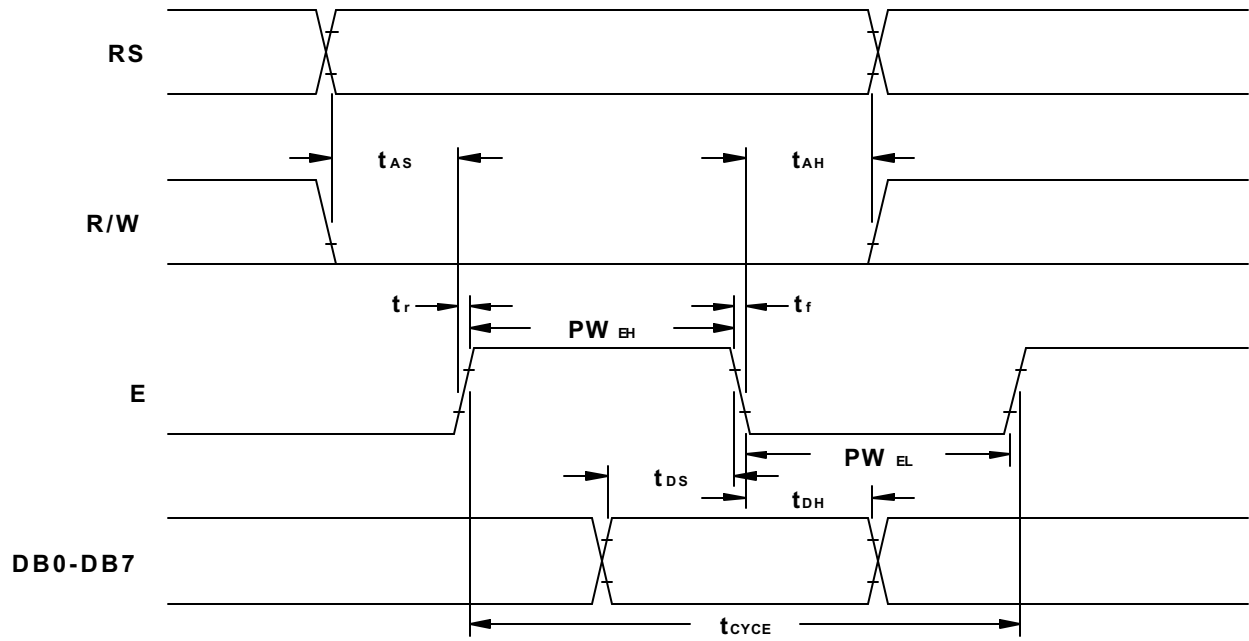 RS
tAS
tAH
R/W
tr
tf
PW EH
E
PW EL
tDS
tDH
DB0-DB7
tCYCE